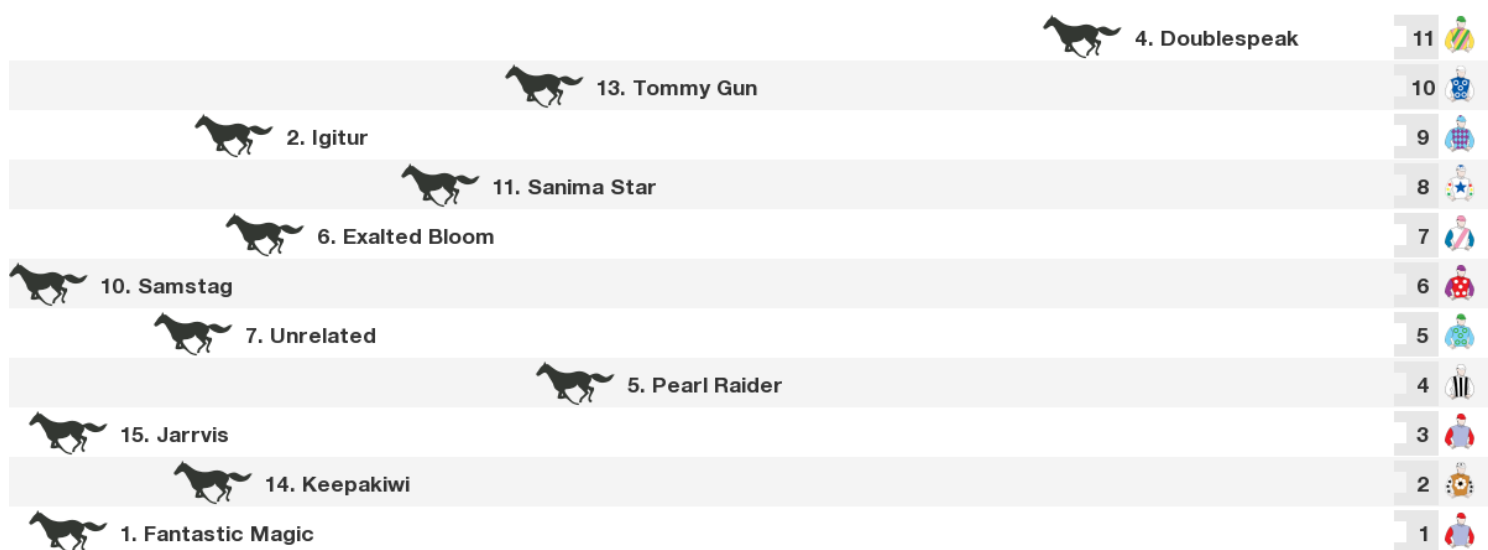 4. Doublespeak 11
13. Tommy Gun 10
2. Igitur 9
11. Sanima Star 8
6. Exalted Bloom 7
10. Samstag 6
7. Unrelated 5
5. Pearl Raider 4
15. Jarrvis 3
14. Keepakiwi 2
1. Fantastic Magic 1